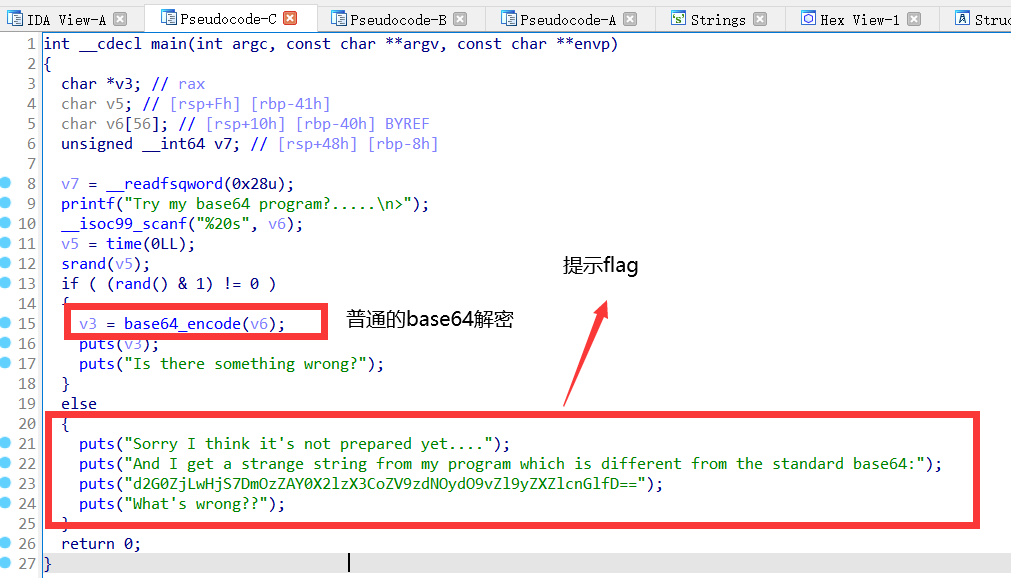 IDA View-A Pseudocode-C Pseudocode-B Pseudocode-A Strings Hex View-1 Struc
1 int __cdecl main(int argc, const char **argv, const char **envp)
2 {
3 char *v3; // rax
4 char v5; // [rsp+Fh] [rbp-41h]
5 char v6[56]; // [rsp+10h] [rbp-40h] BYREF
6 unsigned __int64 v7; // [rsp+48h] [rbp-8h]
7
8 v7 = __readfsqword(0x28u);
9 printf("Try my base64 program?.....\n>");
10 __isoc99_scanf("%20s", v6);
11 v5 = time(0LL);
12 srand(v5);
提示flag
13 if ( (rand() & 1) != 0 )
14 {
15 v3 = base64_encode(v6); 普通的base64解密
16 puts(v3);
17 puts("Is there something wrong?");
18 }
19 else
20 {
21 puts("Sorry I think it's not prepared yet....");
22 puts("And I get a strange string from my program which is different from the standard base64:");
23 puts("d2G0ZjLwHjS7DmOzZAY0X2lzX3CoZV9zdNOydO9vZl9yZXZlcnGlfD==");
24 puts("What's wrong??");
25 }
26 return 0;
27 }